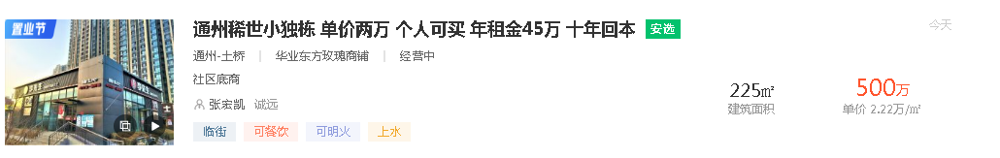 置业节
通州稀世小独栋 单价两万 个人可买 年租金45万 十年回本 安选
今天
通州-土桥 | 华业东方玫瑰商铺 | 经营中
社区底商
张宏凯 诚远
临街 可餐饮 可明火 上水
225㎡
建筑面积
500万
单价 2.22万/㎡